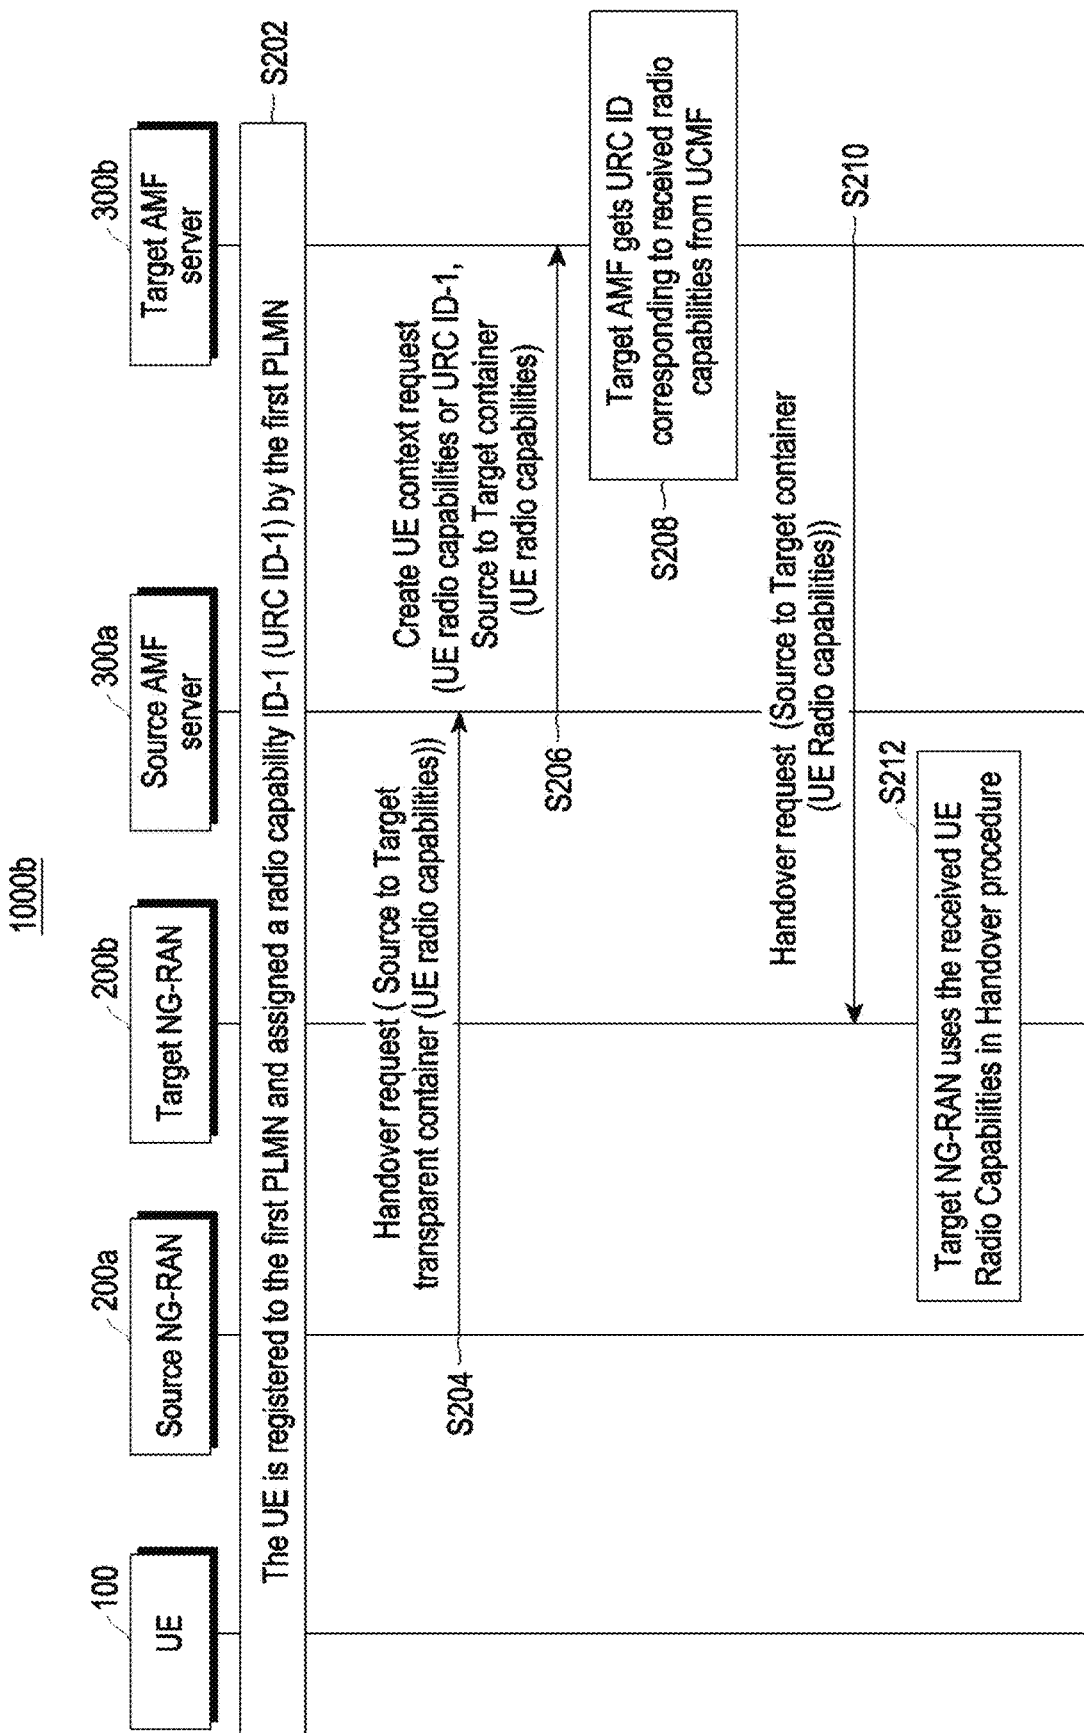 1000b
100
UE
200a
Source NG-RAN
200b
Target NG-RAN
300a
Source AMF
server
300b
Target AMF
server
The UE is registered to the first PLMN and assigned a radio capability ID-1 (URC ID-1) by the first PLMN
S202
Handover request ( Source to Target
transparent container (UE radio capabilities))
S204
Create UE context request
(UE radio capabilities or URC ID-1,
Source to Target container
(UE radio capabilities)
S206
Target AMF gets URC ID
corresponding to received radio
capabilities from UCMF
S208
Handover request (Source to Target container
(UE Radio capabilities))
S210
S212
Target NG-RAN uses the received UE
Radio Capabilities in Handover procedure